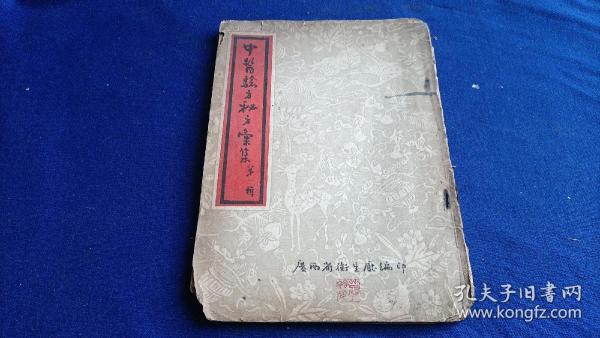 中醫驗方秘方彙集 第一輯
廣西省衛生廳編印
孔夫子旧书网
www.kongfz.com